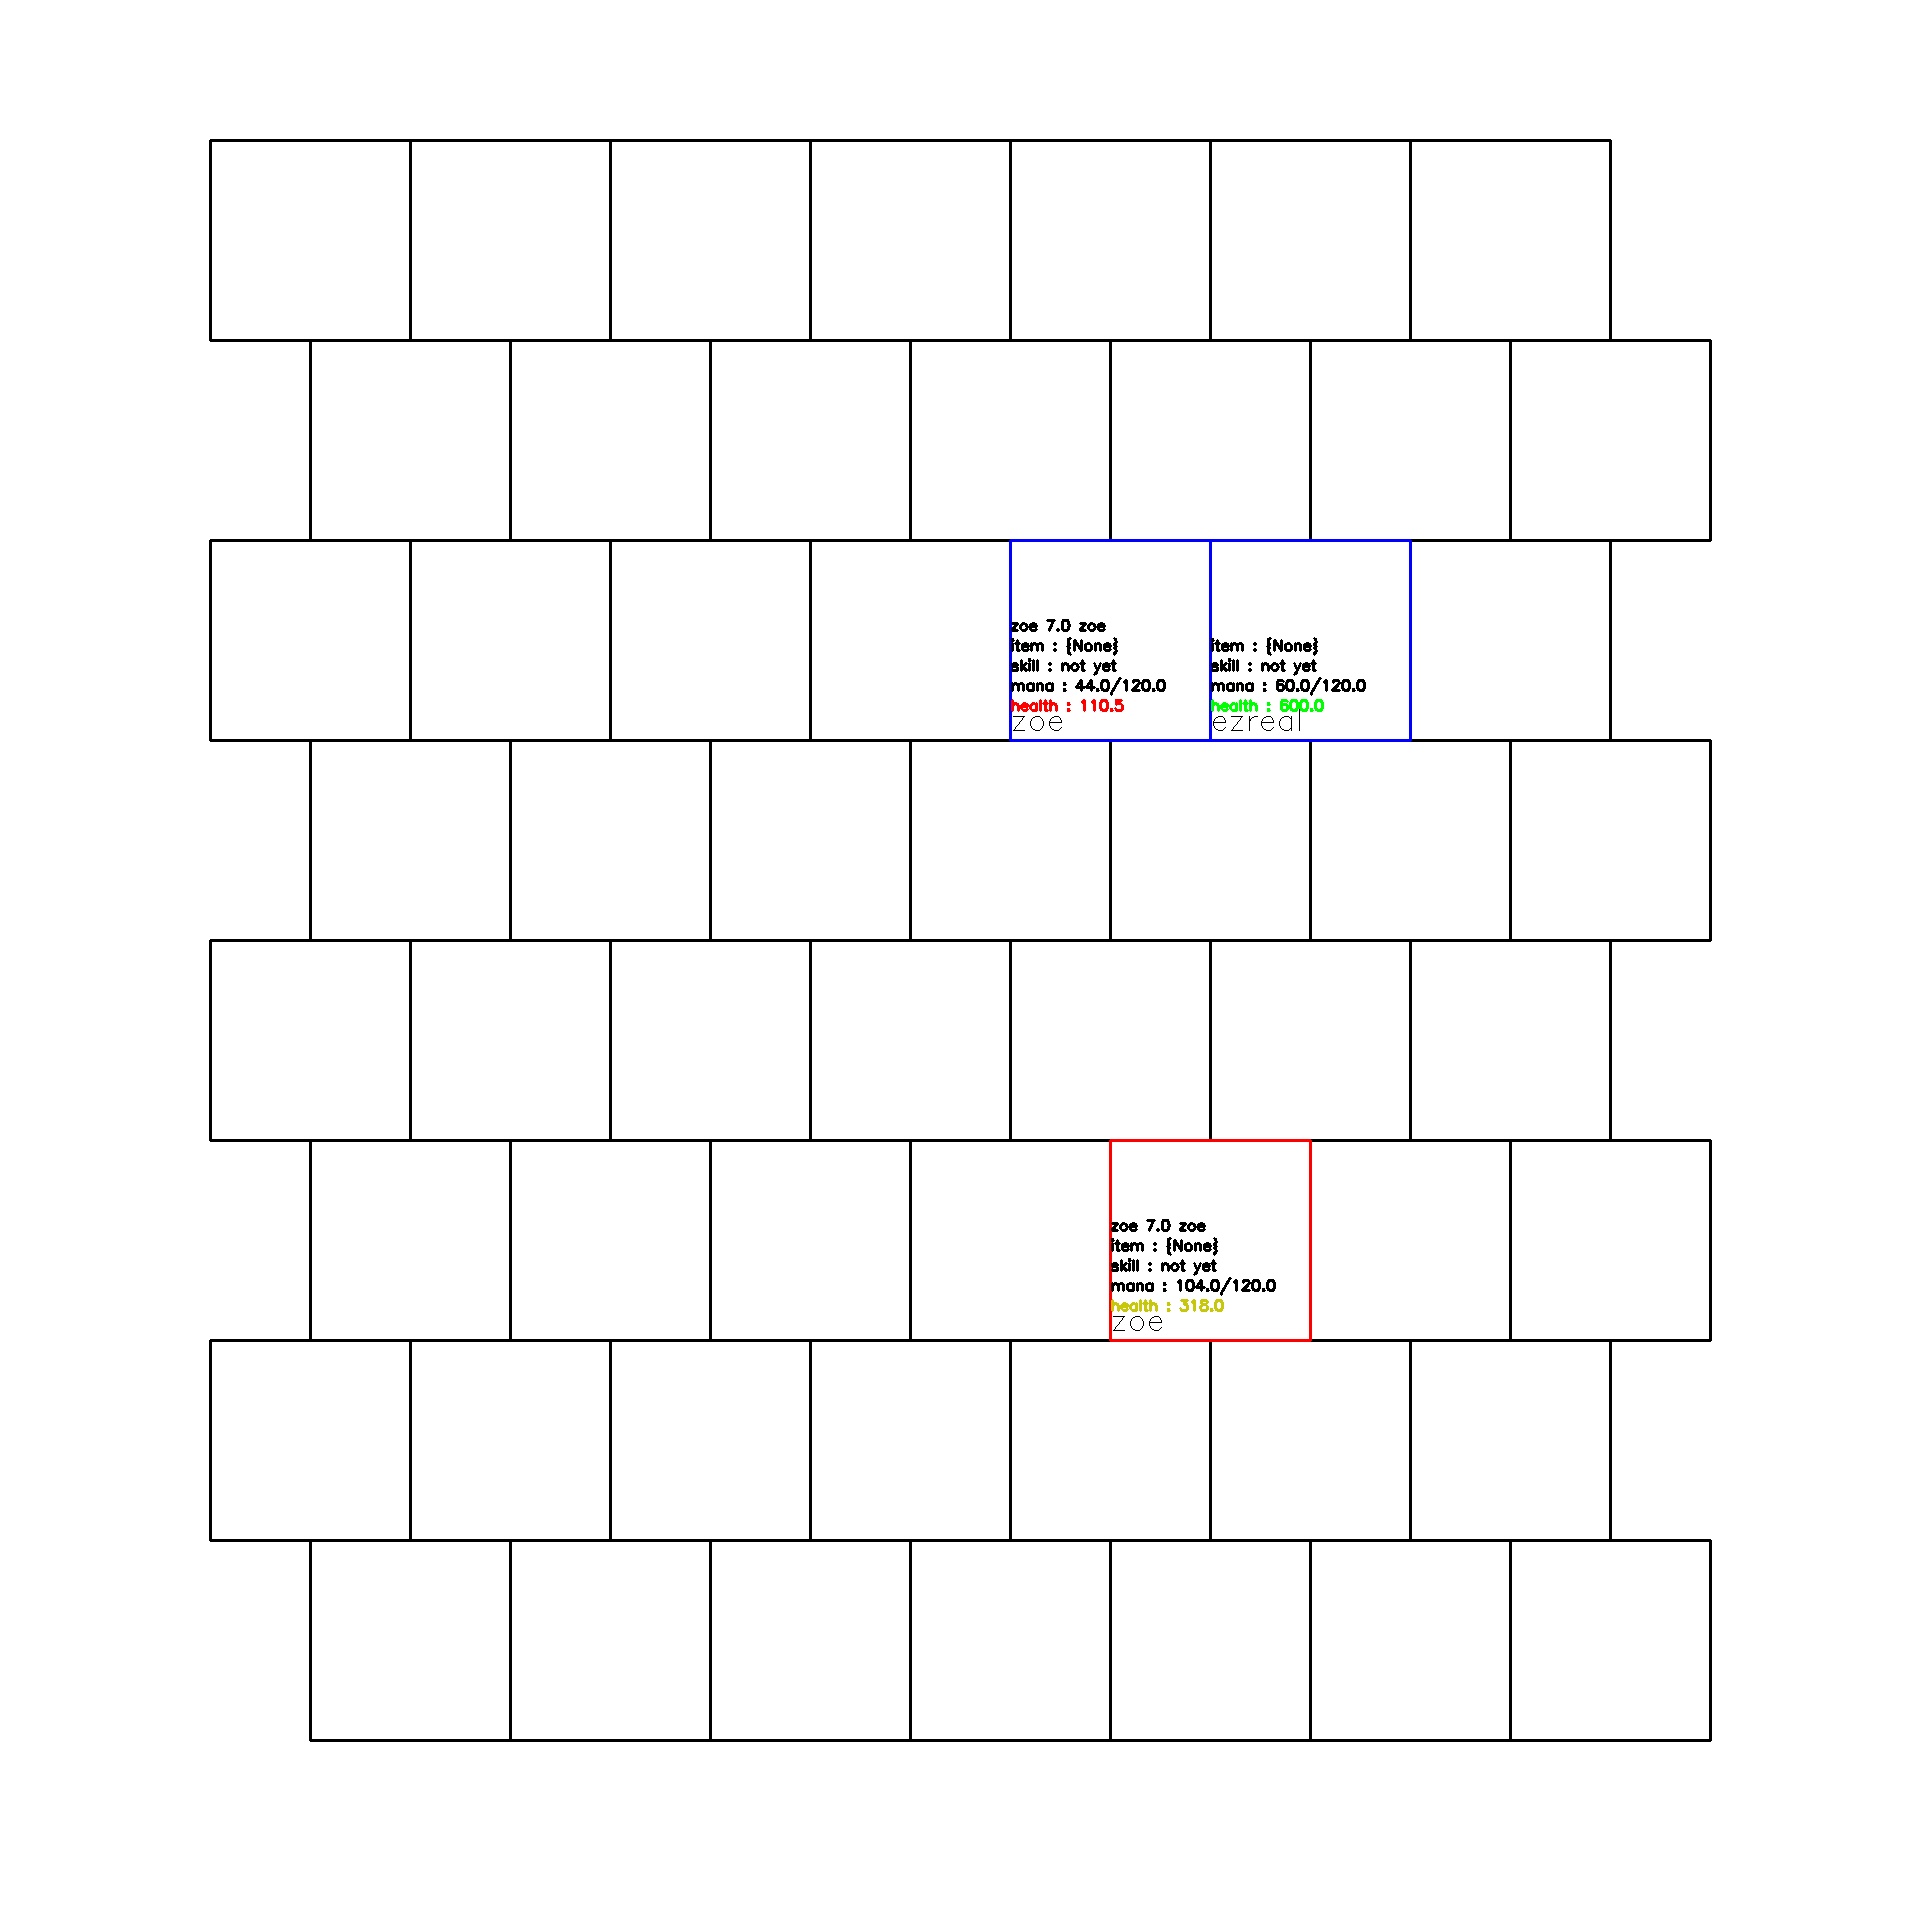 zoe 7.0 zoe
item : {None}
skill : not yet
mana : 44.0/120.0
health : 110.5
zoe
item : {None}
skill : not yet
mana : 60.0/120.0
health : 600.0
ezreal
zoe 7.0 zoe
item : {None}
skill : not yet
mana : 104.0/120.0
health : 318.0
zoe